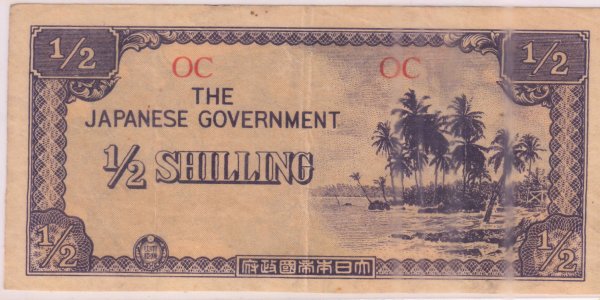 1/2 1/2
OC OC
THE
JAPANESE GOVERNMENT
1/2 SHILLING
1/2 1/2
府政國帝本日大